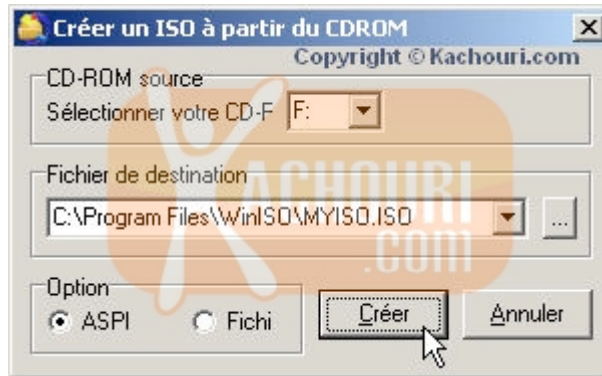 Créer un ISO à partir du CDROM
Copyright © Kachouri.com
CD-ROM source
Sélectionner votre CD-F F:
Fichier de destination
C:\Program Files\WinISO\MYISO.ISO ...
KACHOURI
.com
Option
ASPI Fichi Créer Annuler